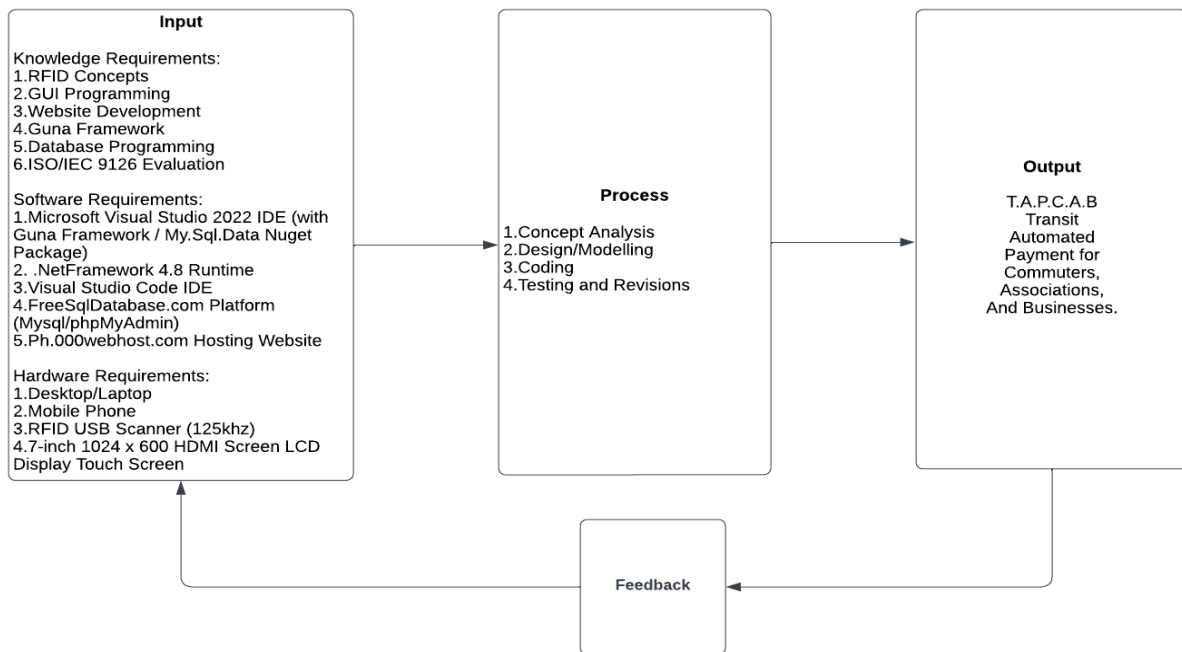 Input
Knowledge Requirements:
1.RFID Concepts
2.GUI Programming
3.Website Development
4.Guna Framework
5.Database Programming
6.ISO/IEC 9126 Evaluation
Software Requirements:
1.Microsoft Visual Studio 2022 IDE (with
Guna Framework / My.Sql.Data Nuget
Package)
2. .NetFramework 4.8 Runtime
3.Visual Studio Code IDE
4.FreeSqlDatabase.com Platform
(Mysql/phpMyAdmin)
5.Ph.000webhost.com Hosting Website
Hardware Requirements:
1.Desktop/Laptop
2.Mobile Phone
3.RFID USB Scanner (125khz)
4.7-inch 1024 x 600 HDMI Screen LCD
Display Touch Screen
Process
1.Concept Analysis
2.Design/Modelling
3.Coding
4.Testing and Revisions
Output
T.A.P.C.A.B
Transit
Automated
Payment for
Commuters,
Associations,
And Businesses.
Feedback